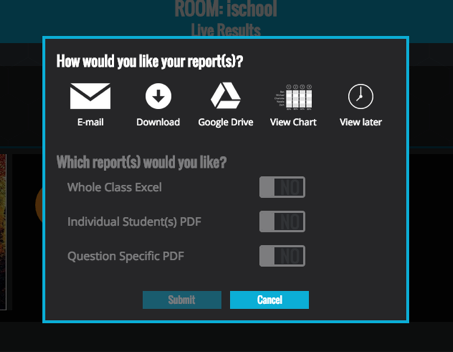 ROOM: ischool
Live Results
How would you like your report(s)?
E-mail Download Google Drive View Chart View later
Which report(s) would you like?
Whole Class Excel NO
Individual Student(s) PDF NO
Question Specific PDF NO
Submit Cancel